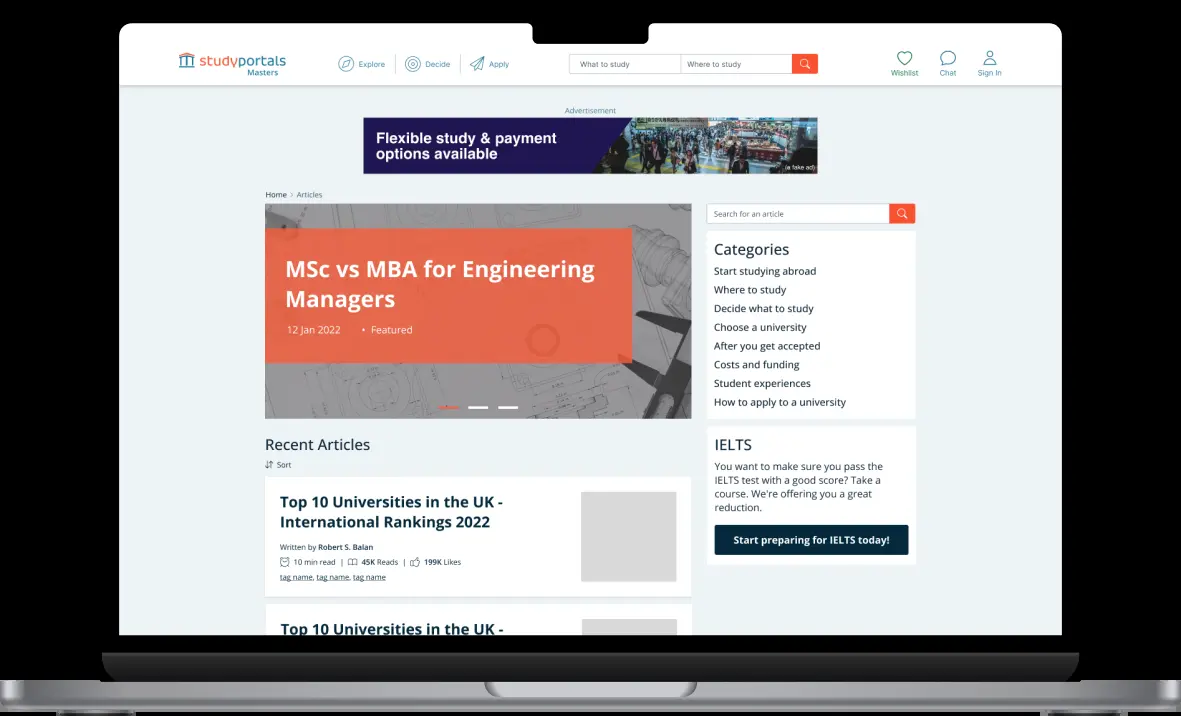 studyportals
Masters
Explore
Decide
Apply
What to study
Where to study
Wishlist
Chat
Sign In
Advertisement
Flexible study & payment
options available
(a fake ad)
Home > Articles
MSc vs MBA for Engineering
Managers
12 Jan 2022 • Featured
Search for an article
Categories
Start studying abroad
Where to study
Decide what to study
Choose a university
After you get accepted
Costs and funding
Student experiences
How to apply to a university
Recent Articles
Sort
Top 10 Universities in the UK -
International Rankings 2022
Written by Robert S. Balan
10 min read | 45K Reads | 199K Likes
tag name, tag name, tag name
Top 10 Universities in the UK -
IELTS
You want to make sure you pass the
IELTS test with a good score? Take a
course. We're offering you a great
reduction.
Start preparing for IELTS today!